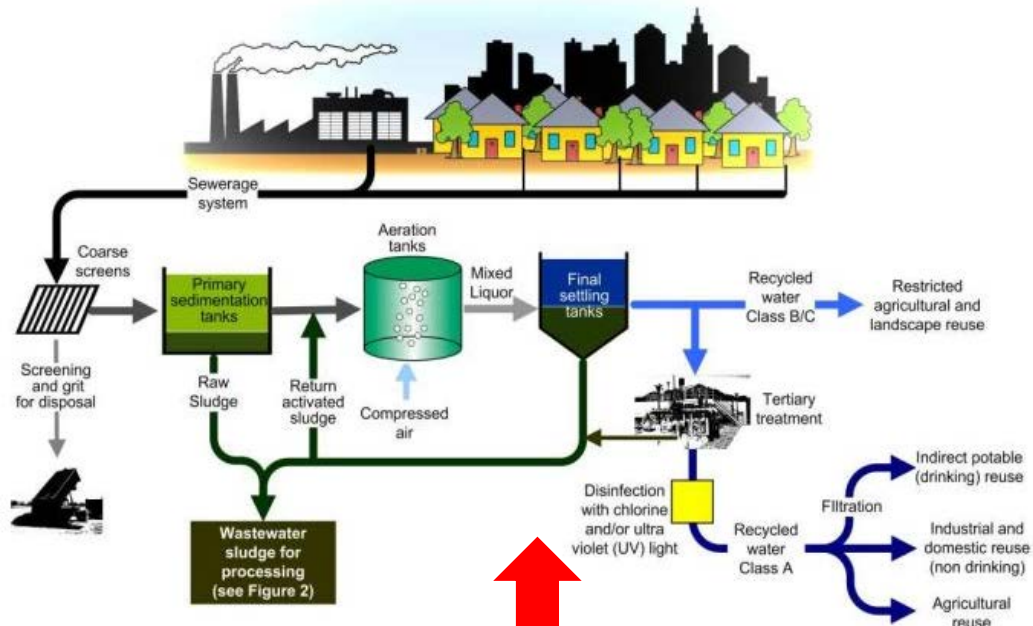 Sewerage
system
Coarse
screens
Primary
sedimentation
tanks
Aeration
tanks
Mixed
Liquor
Final
settling
tanks
Recycled
water
Class B/C
Restricted
agricultural and
landscape reuse
Screening
and grit
for disposal
Raw
Sludge
Return
activated
sludge
Compressed
air
Tertiary
treatment
Wastewater
sludge for
processing
(see Figure 2)
Disinfection
with chlorine
and/or ultra
violet (UV) light
Recycled
water
Class A
FIltration
Indirect potable
(drinking) reuse
Industrial and
domestic reuse
(non drinking)
Agricultural
reuse